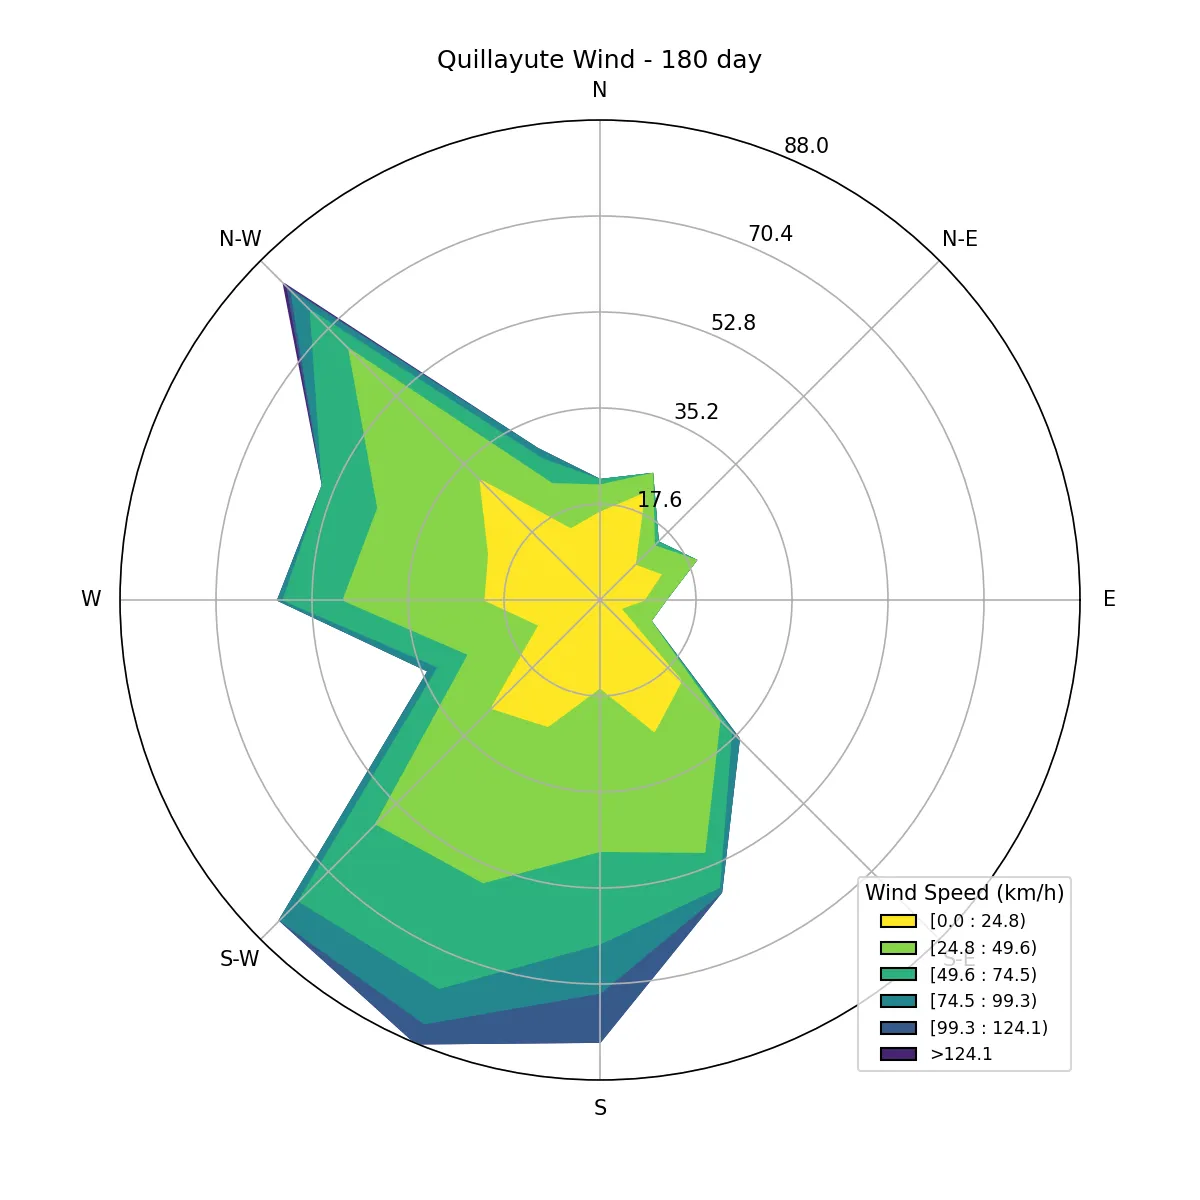 Quillayute Wind - 180 day
N
88.0
N-W
70.4
N-E
52.8
35.2
17.6
W
E
Wind Speed (km/h)
[0.0 : 24.8)
[24.8 : 49.6)
S-W
S-E
[49.6 : 74.5)
[74.5 : 99.3)
[99.3 : 124.1)
>124.1
S